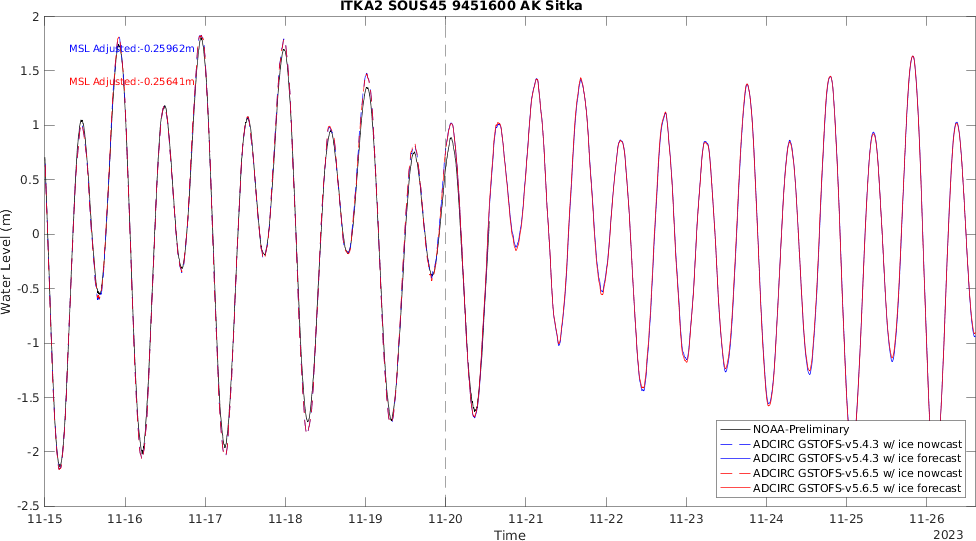 ITKA2 SOUS45 9451600 AK Sitka
MSL Adjusted:-0.25962m
MSL Adjusted:-0.25641m
2
1.5
1
0.5
0
-0.5
-1
-1.5
-2
-2.5
Water Level (m)
NOAA-Preliminary
ADCIRC GSTOFS-v5.4.3 w/ ice nowcast
ADCIRC GSTOFS-v5.4.3 w/ ice forecast
ADCIRC GSTOFS-v5.6.5 w/ ice nowcast
ADCIRC GSTOFS-v5.6.5 w/ ice forecast
11-15 11-16 11-17 11-18 11-19 11-20 11-21 11-22 11-23 11-24 11-25 11-26
2023
Time